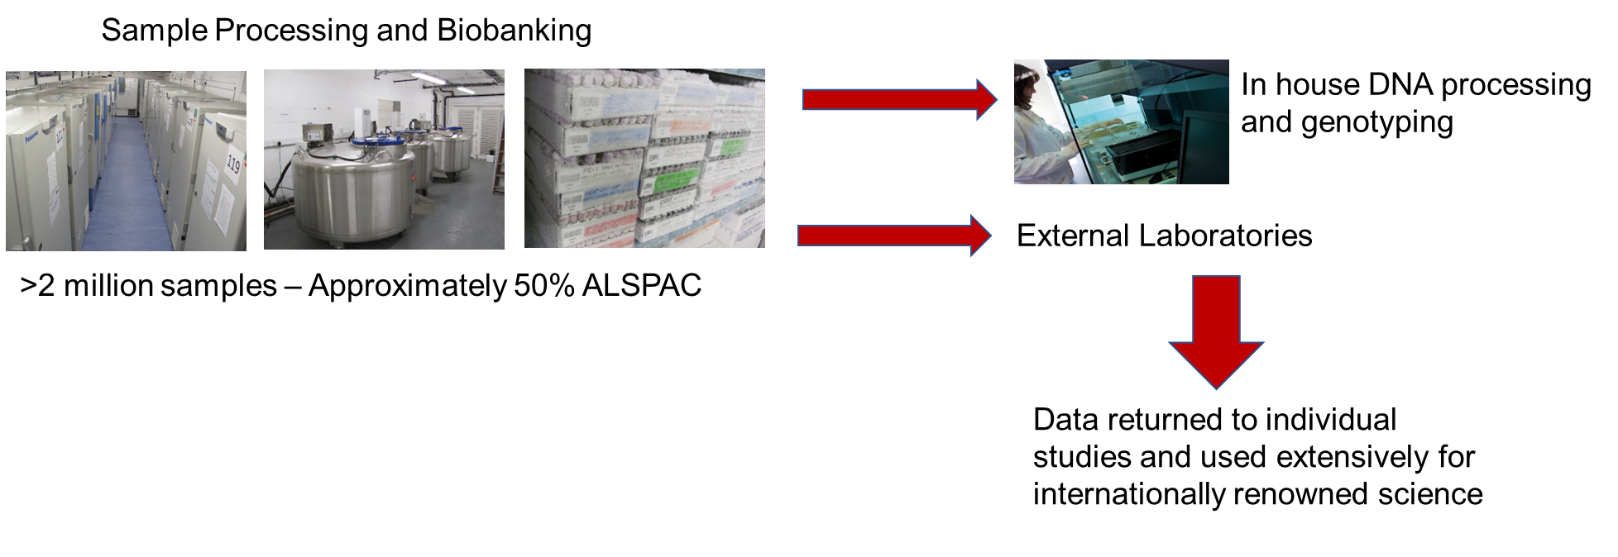 Sample Processing and Biobanking
In house DNA processing
and genotyping
119
External Laboratories
>2 million samples – Approximately 50% ALSPAC
Data returned to individual
studies and used extensively for
internationally renowned science